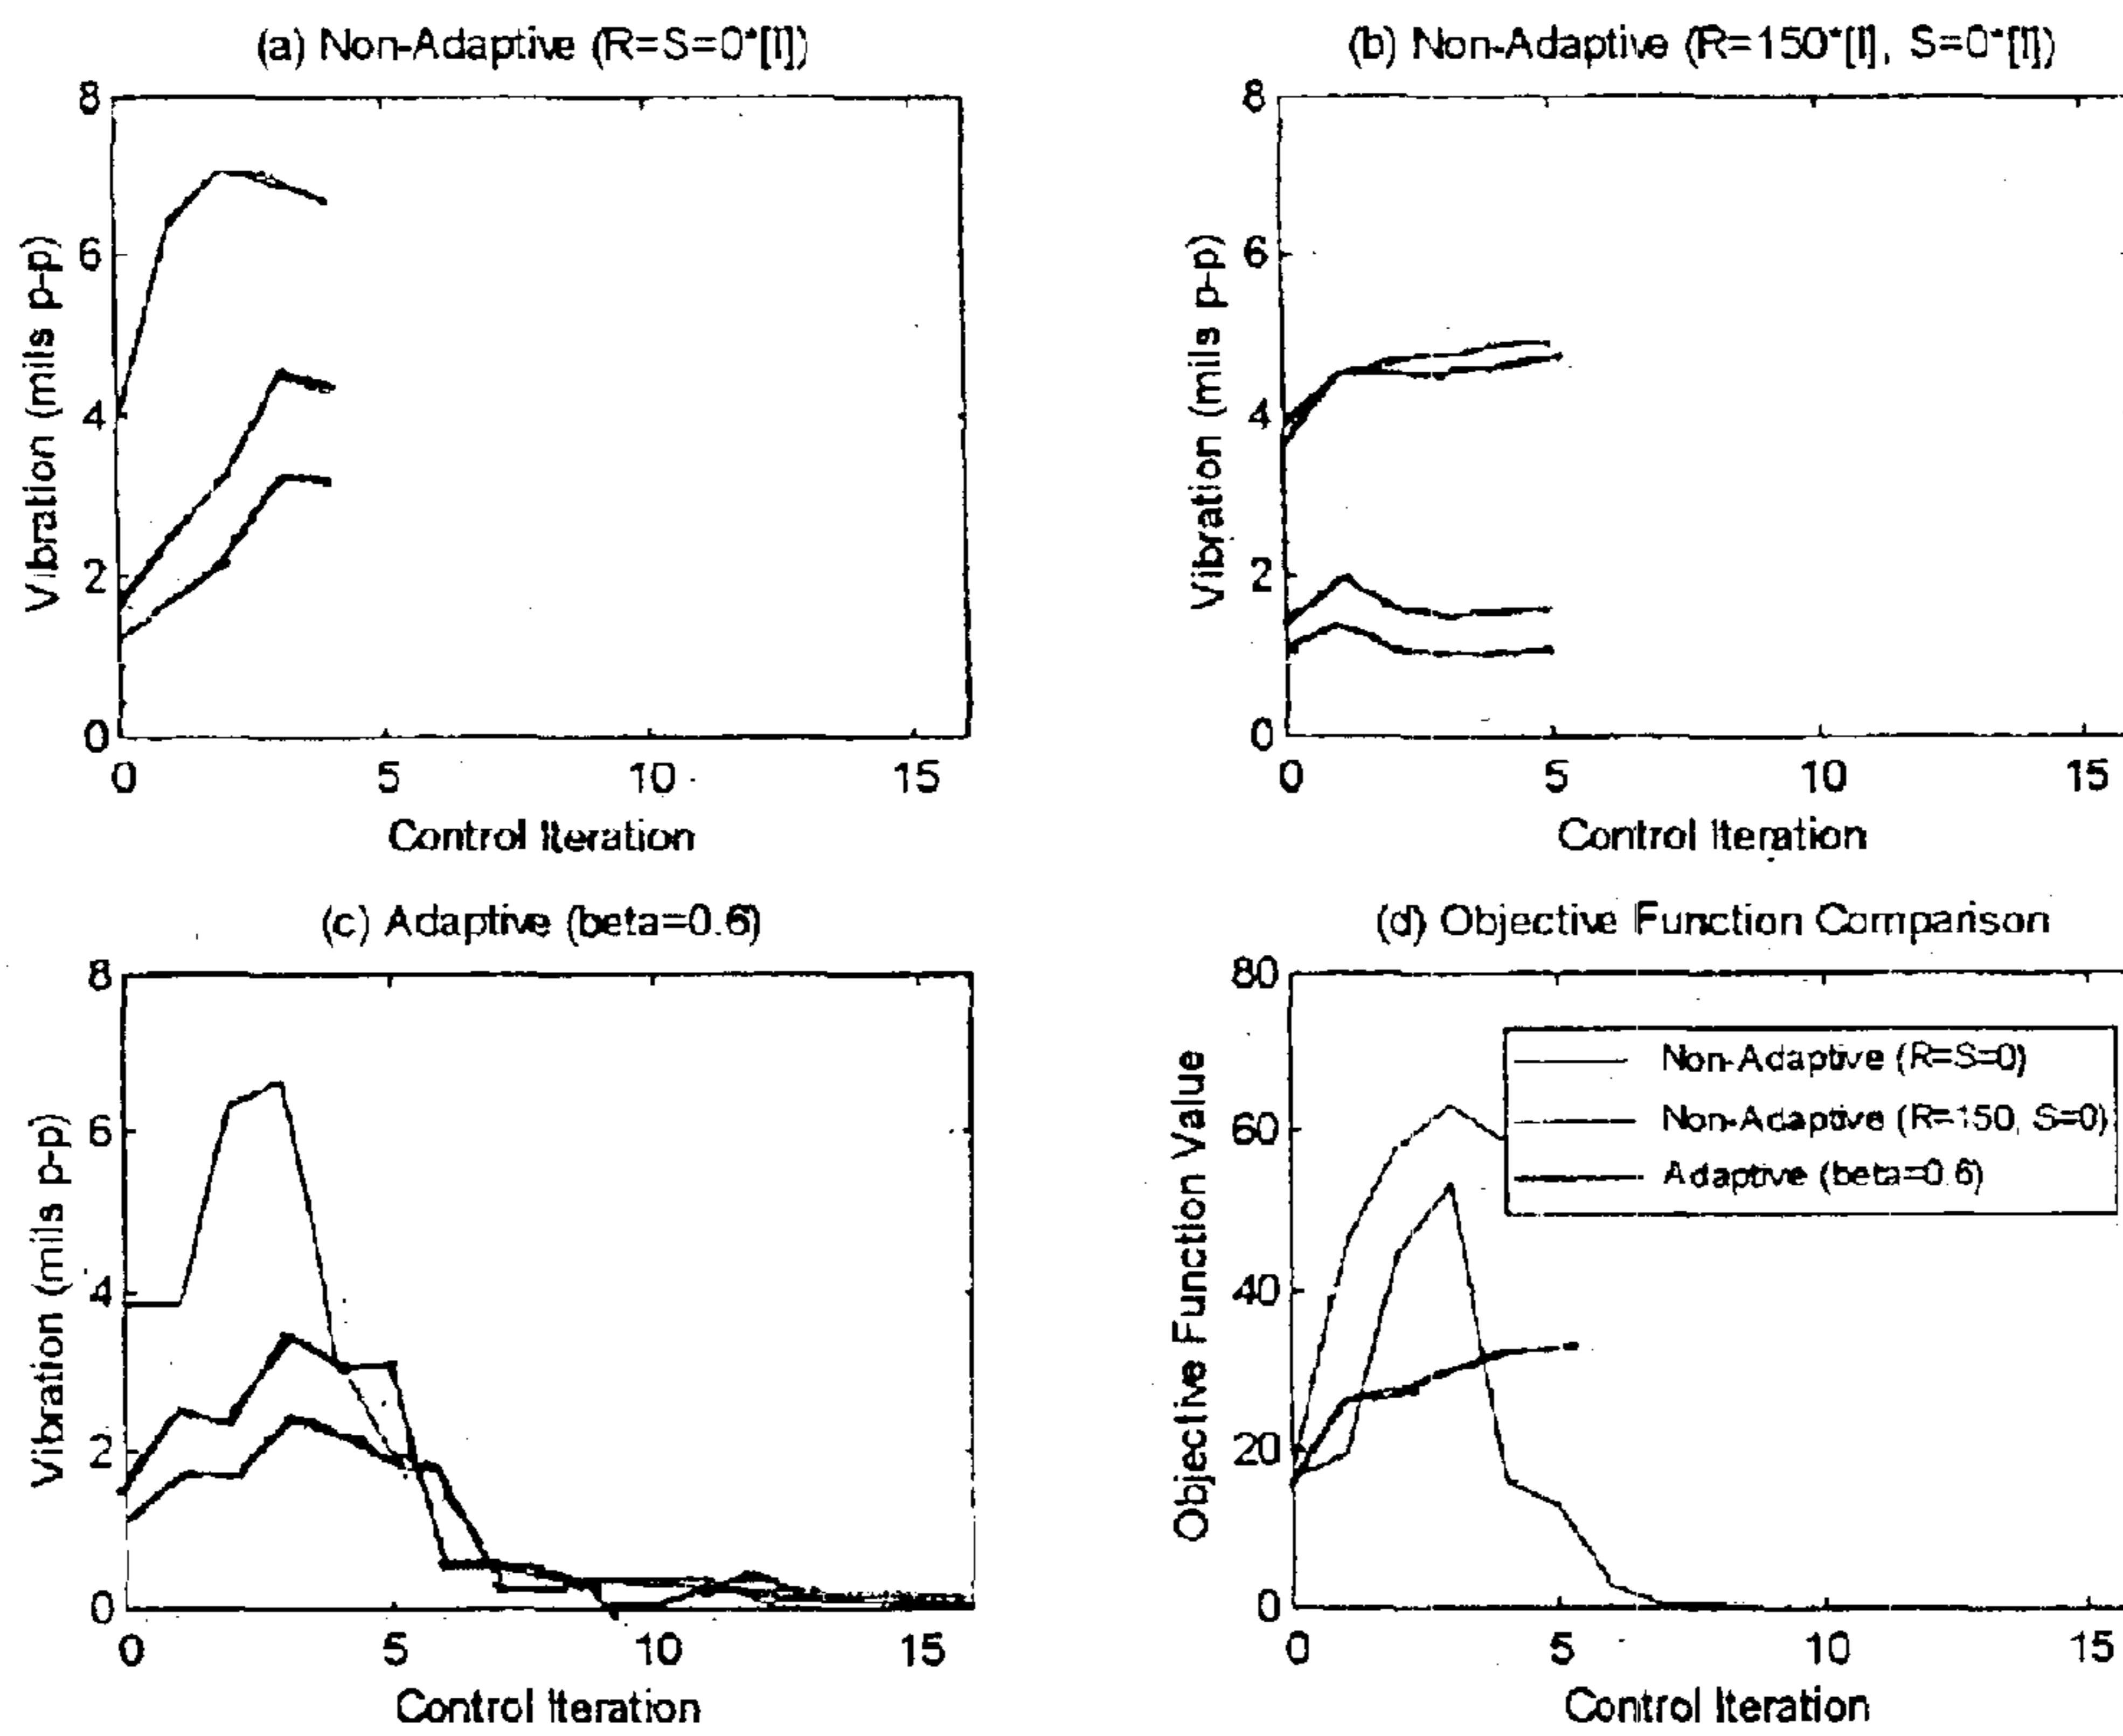 (a) Non-Adaptive (R=S=0*[I])
8
6
4
2
0
0 5 10 15
Vibration (mils p-p)
Control Iteration
(b) Non-Adaptive (R=150*[I], S=0*[I])
8
6
4
2
0
0 5 10 15
Vibration (mils p-p)
Control Iteration
(c) Adaptive (beta=0.6)
8
6
4
2
0
0 5 10 15
Vibration (mils p-p)
Control Iteration
(d) Objective Function Comparison
80
60
40
20
0
0 5 10 15
Objective Function Value
Control Iteration
Non-Adaptive (R=S=0)
Non-Adaptive (R=150, S=0)
Adaptive (beta=0.6)